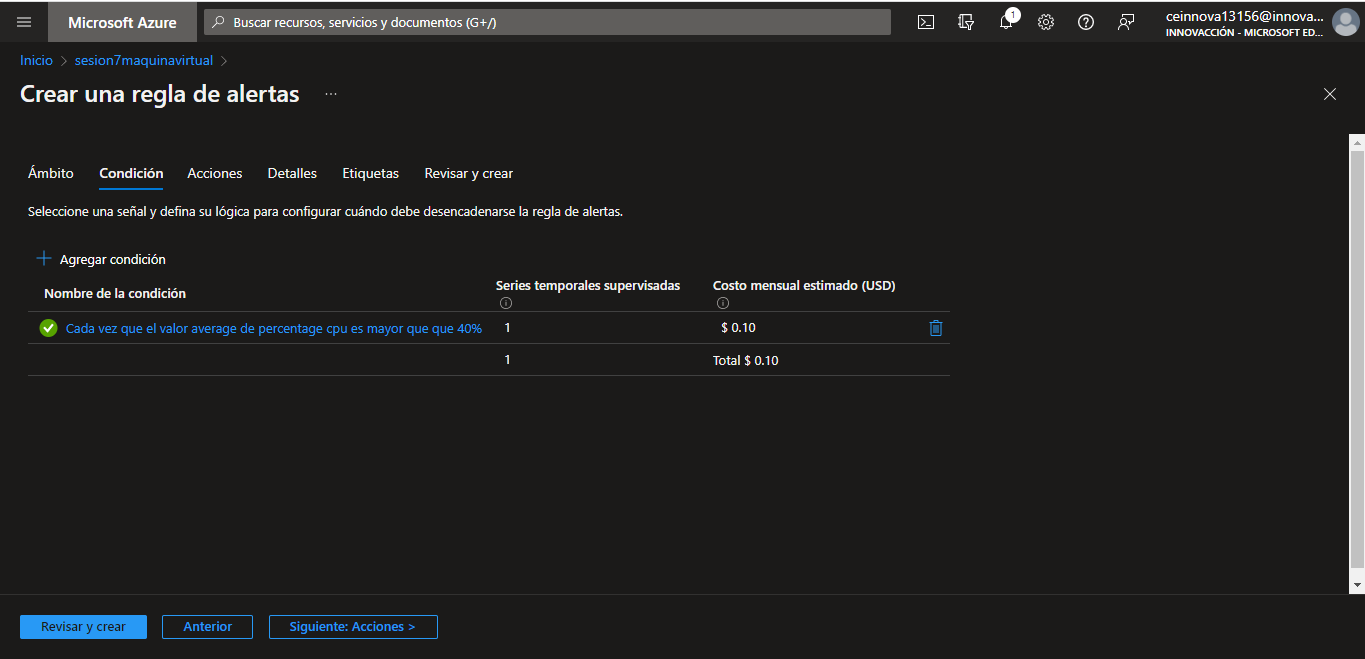 Microsoft Azure
Buscar recursos, servicios y documentos (G+/)
1
ceinnova13156@innova...
INNOVACCIÓN - MICROSOFT ED...
Inicio > sesion7maquinavirtual >
Crear una regla de alertas ...
Ámbito Condición Acciones Detalles Etiquetas Revisar y crear
Seleccione una señal y defina su lógica para configurar cuándo debe desencadenarse la regla de alertas.
+ Agregar condición
Nombre de la condición Series temporales supervisadas Costo mensual estimado (USD)
Cada vez que el valor average de percentage cpu es mayor que que 40% 1 $ 0.10
1 Total $ 0.10
Revisar y crear Anterior Siguiente: Acciones >